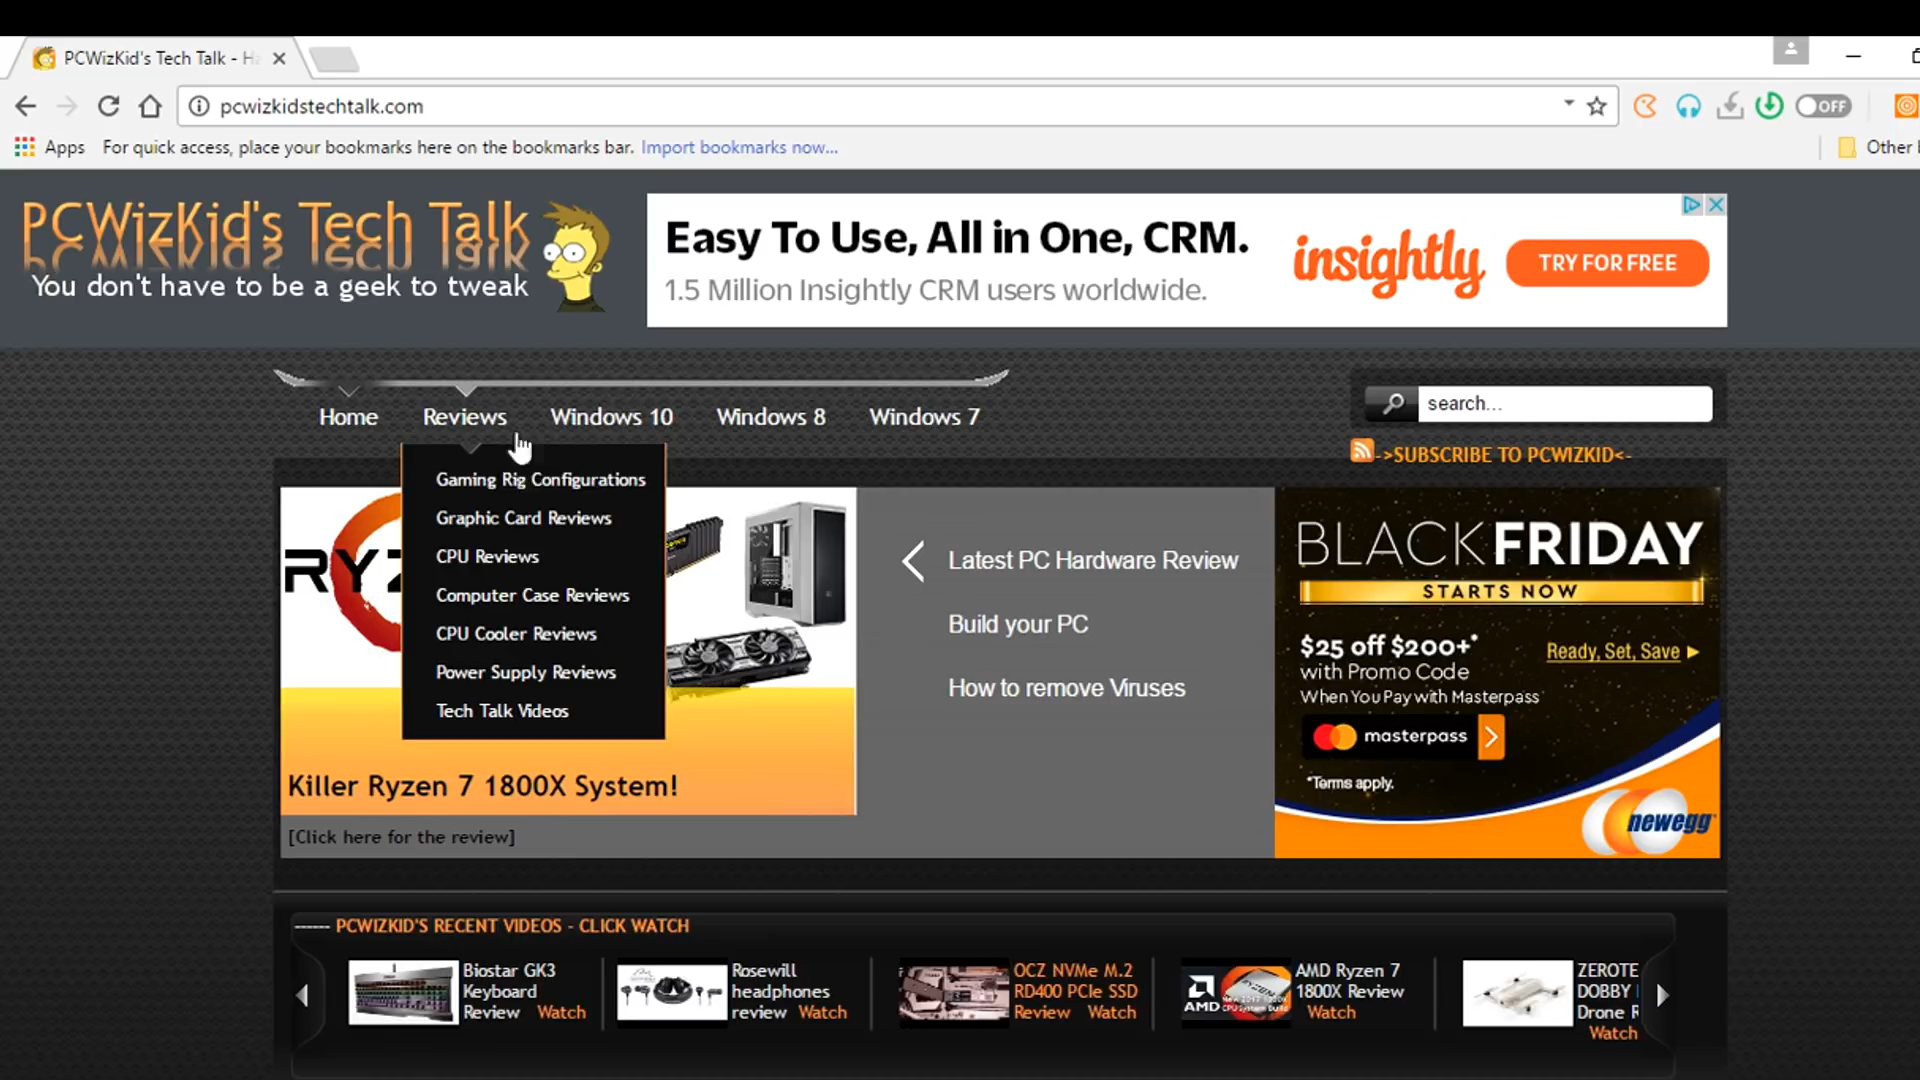 PCWizKid's Tech Talk - Ha
pcwizkidstechtalk.com
OFF
Apps For quick access, place your bookmarks here on the bookmarks bar. Import bookmarks now...
Other
PCWizKid's Tech Talk
You don't have to be a geek to tweak
Easy To Use, All in One, CRM.
1.5 Million Insightly CRM users worldwide.
insightly
TRY FOR FREE
Home Reviews Windows 10 Windows 8 Windows 7
search...
->SUBSCRIBE TO PCWIZKID<-
Gaming Rig Configurations
Graphic Card Reviews
CPU Reviews
Computer Case Reviews
CPU Cooler Reviews
Power Supply Reviews
Tech Talk Videos
RYZ
Killer Ryzen 7 1800X System!
[Click here for the review]
Latest PC Hardware Review
Build your PC
How to remove Viruses
BLACK FRIDAY
STARTS NOW
$25 off $200+*
with Promo Code
When You Pay with Masterpass
Ready, Set, Save
masterpass
*Terms apply.
newegg
------ PCWIZKID'S RECENT VIDEOS - CLICK WATCH
Biostar GK3
Keyboard
Review Watch
Rosewill
headphones
review Watch
OCZ NVMe M.2
RD400 PCIe SSD
Review Watch
AMD
RYZEN
AMD Ryzen 7
1800X Review
Watch
ZEROTE
DOBBY
Drone R
Watch